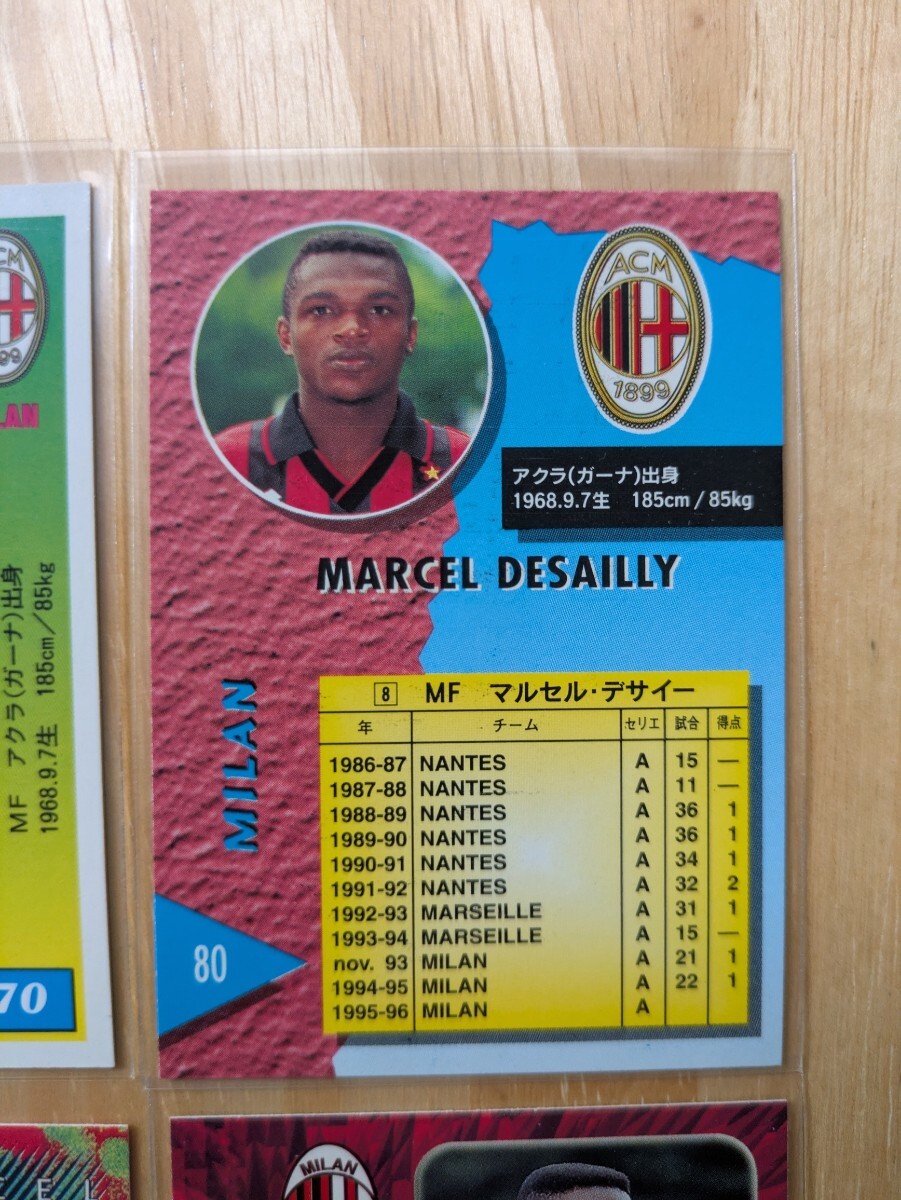 ACM
1899
アクラ(ガーナ)出身
1968.9.7生 185cm / 85kg
MARCEL DESAILLY
MILAN
8 MF マルセル・デサイー
年 チーム セリエ 試合 得点
1986-87 NANTES A 15 —
1987-88 NANTES A 11 —
1988-89 NANTES A 36 1
1989-90 NANTES A 36 1
1990-91 NANTES A 34 1
1991-92 NANTES A 32 2
1992-93 MARSEILLE A 31 1
1993-94 MARSEILLE A 15 —
nov. 93 MILAN A 21 1
1994-95 MILAN A 22 1
1995-96 MILAN A
80
MF アクラ(ガーナ)出身
1968.9.7生 185cm/85kg
70
MILAN